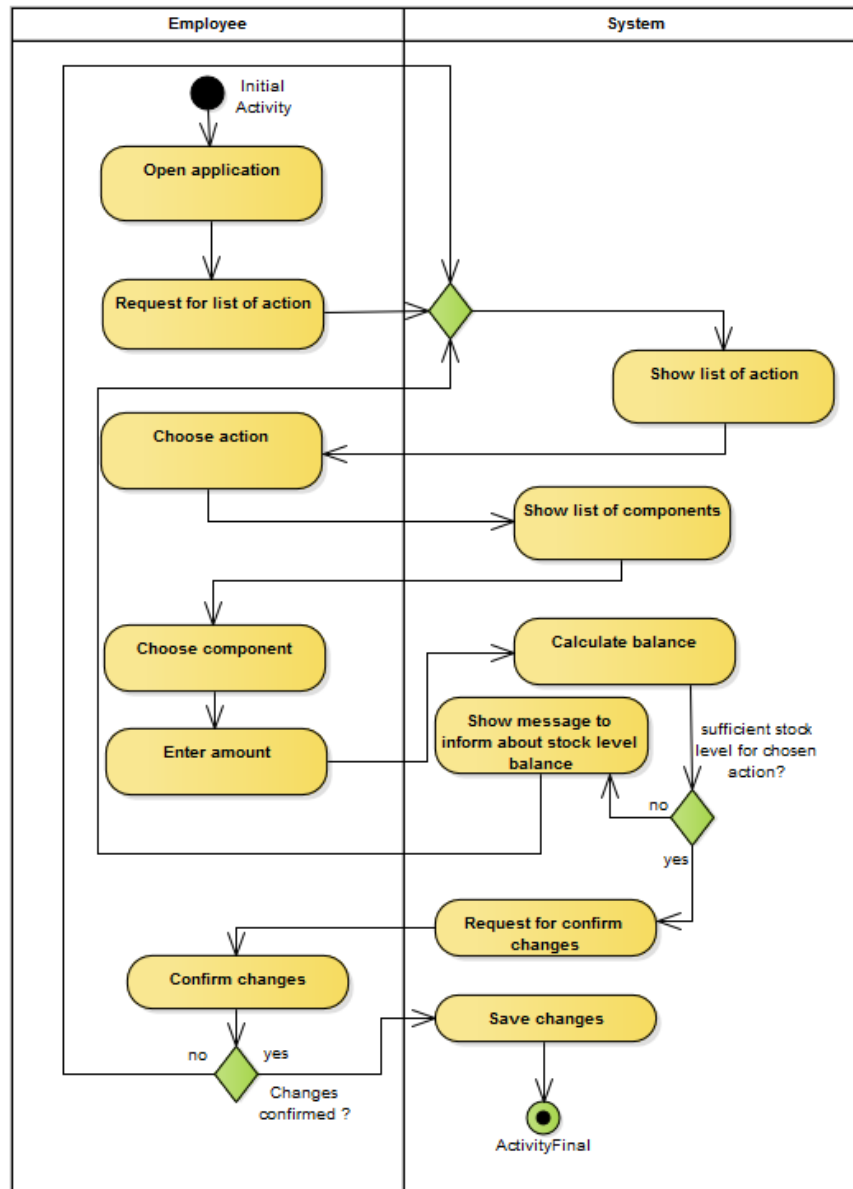 Employee
System
Initial
Activity
Open application
Request for list of action
Show list of action
Choose action
Show list of components
Choose component
Calculate balance
Enter amount
Show message to
inform about stock level
balance
sufficient stock
level for chosen
action?
no
yes
Request for confirm
changes
Confirm changes
Save changes
no
yes
Changes
confirmed ?
ActivityFinal